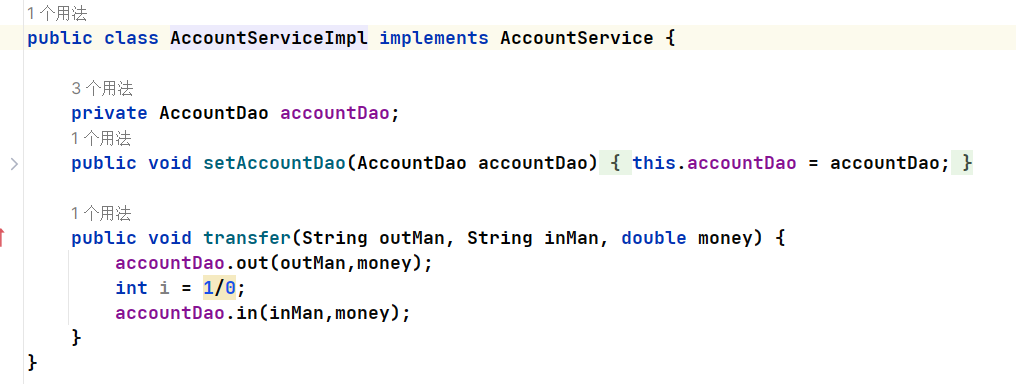 1 个用法
public class AccountServiceImpl implements AccountService {
3 个用法
private AccountDao accountDao;
1 个用法
public void setAccountDao(AccountDao accountDao) { this.accountDao = accountDao; }
1 个用法
public void transfer(String outMan, String inMan, double money) {
accountDao.out(outMan,money);
int i = 1/0;
accountDao.in(inMan,money);
}
}